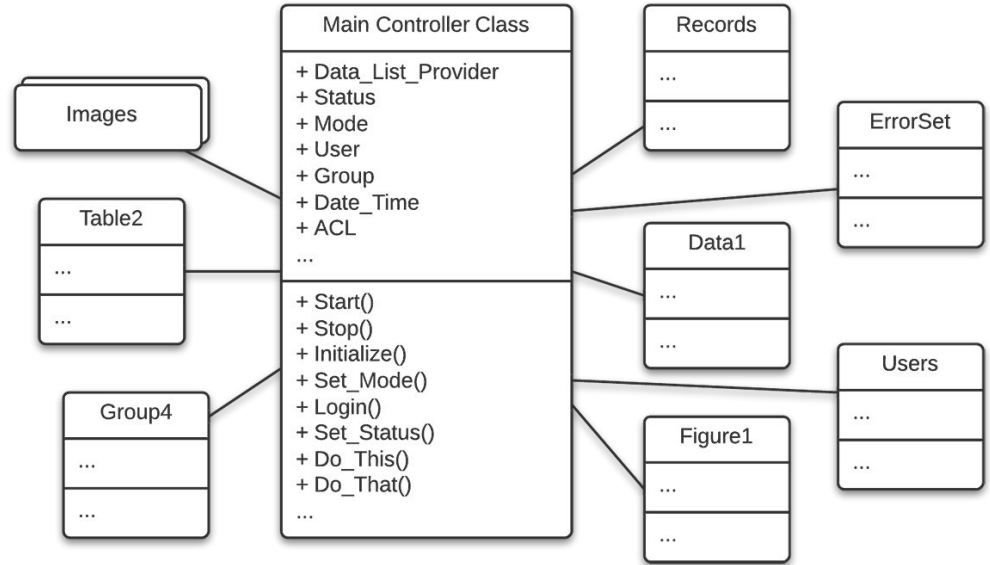 Main Controller Class
+ Data_List_Provider
+ Status
+ Mode
+ User
+ Group
+ Date_Time
+ ACL
...
+ Start()
+ Stop()
+ Initialize()
+ Set_Mode()
+ Login()
+ Set_Status()
+ Do_This()
+ Do_That()
...
Images
Table2
...
...
Group4
...
...
Records
...
...
ErrorSet
...
...
Data1
...
...
Users
...
...
Figure1
...
...